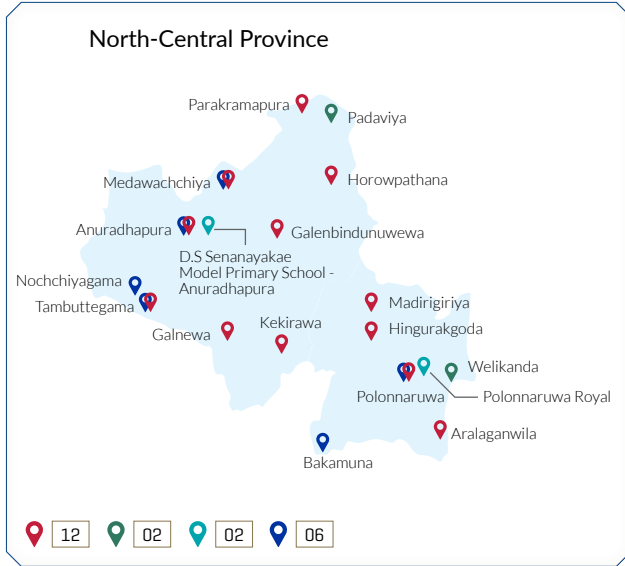 North-Central Province
Parakramapura
Padaviya
Medawachchiya
Horowpathana
Anuradhapura
Galenbindunuwewa
D.S Senanayakae
Model Primary School -
Anuradhapura
Nochchiyagama
Tambuttegama
Madirigiriya
Kekirawa
Hingurakgoda
Galnewa
Welikanda
Polonnaruwa
Polonnaruwa Royal
Aralaganwila
Bakamuna
12 02 02 06